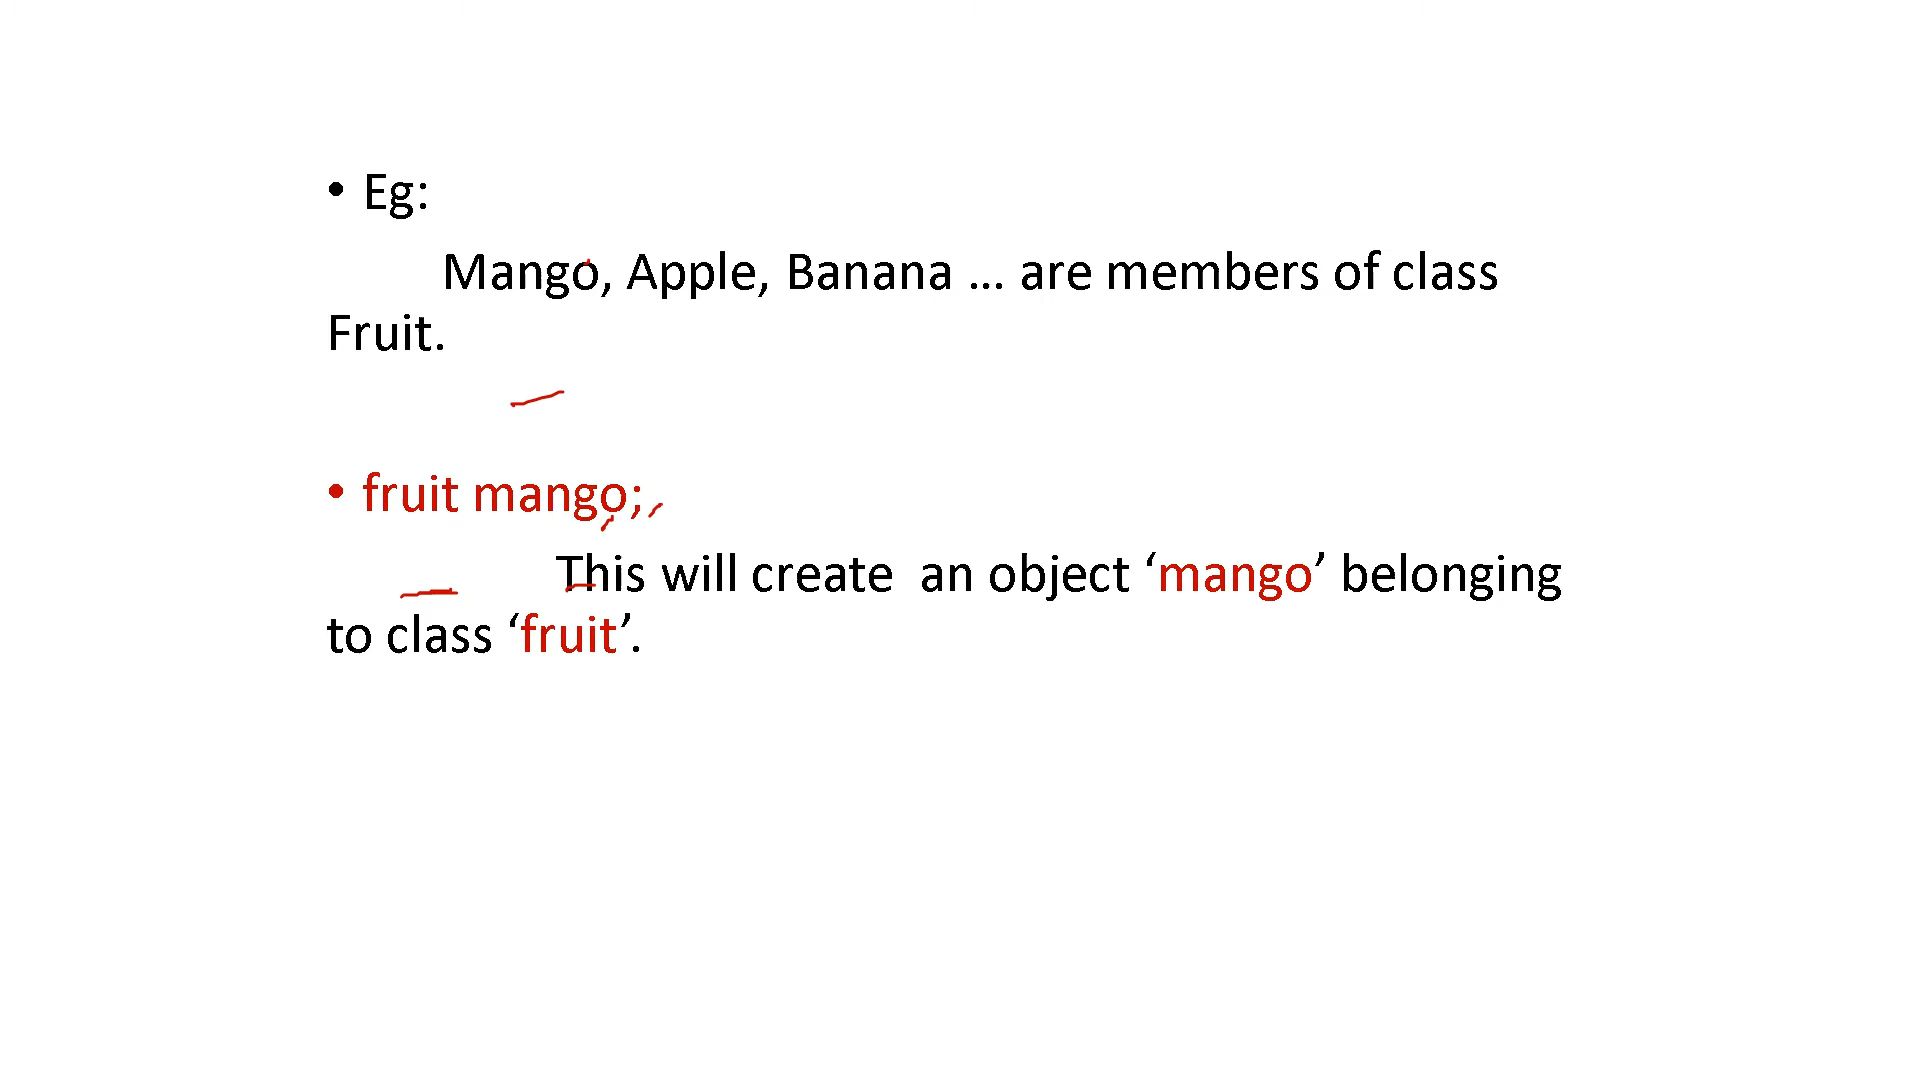 • Eg:
Mango, Apple, Banana ... are members of class
Fruit.
• fruit mango;
This will create  an object ‘mango’ belonging
to class ‘fruit’.